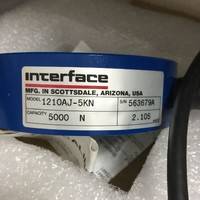 interface
MFG. IN SCOTTSDALE, ARIZONA, USA
MODEL 1210AJ-5KN S/N 563679A
CAPACITY 5000 N 2.105